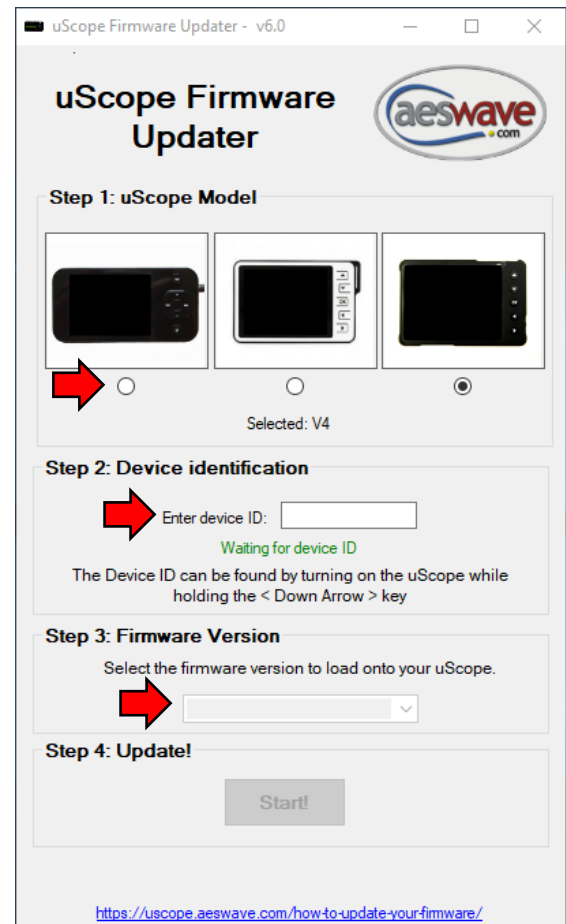 uScope Firmware Updater -  v6.0
uScope Firmware
Updater
aeswave
.com
Step 1: uScope Model
Selected: V4
Step 2: Device identification
Enter device ID:
Waiting for device ID
The Device ID can be found by turning on the uScope while
holding the < Down Arrow > key
Step 3: Firmware Version
Select the firmware version to load onto your uScope.
Step 4: Update!
Start!
https://uscope.aeswave.com/how-to-update-your-firmware/